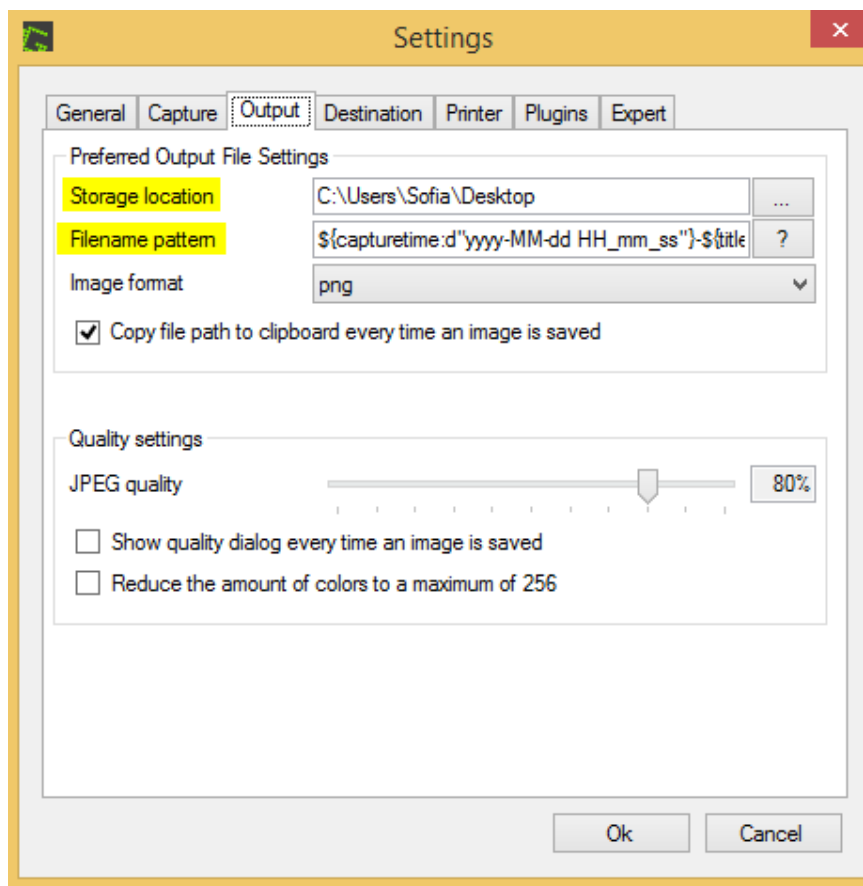 Settings
General Capture Output Destination Printer Plugins Expert
Preferred Output File Settings
Storage location C:\Users\Sofia\Desktop ...
Filename pattern ${capturetime:d"yyyy-MM-dd HH_mm_ss"}-${title ?
Image format png
Copy file path to clipboard every time an image is saved
Quality settings
JPEG quality 80%
Show quality dialog every time an image is saved
Reduce the amount of colors to a maximum of 256
Ok Cancel